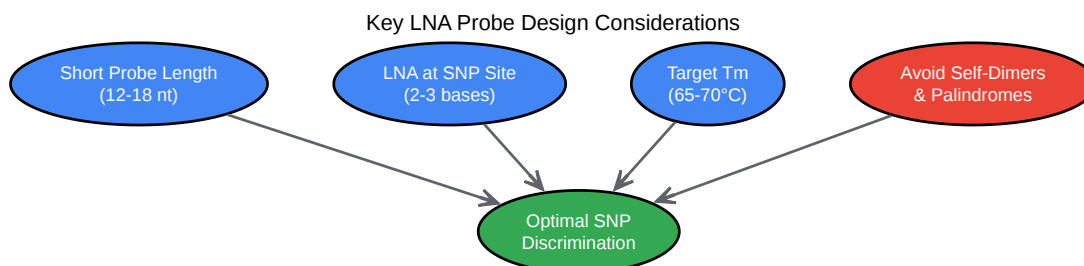 Key LNA Probe Design Considerations
Short Probe Length
(12-18 nt)
LNA at SNP Site
(2-3 bases)
Target Tm
(65-70°C)
Avoid Self-Dimers
& Palindromes
Optimal SNP
Discrimination